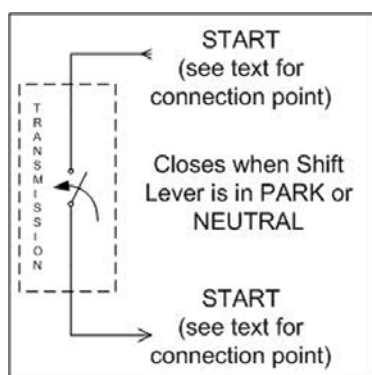 START
(see text for
connection point)
TRANSMISSION
Closes when Shift
Lever is in PARK or
NEUTRAL
START
(see text for
connection point)